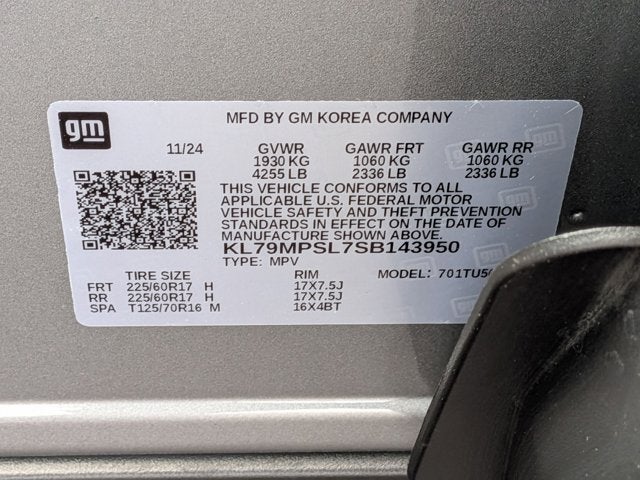 gm
MFD BY GM KOREA COMPANY
11/24 GVWR GAWR FRT GAWR RR
1930 KG 1060 KG 1060 KG
4255 LB 2336 LB 2336 LB
THIS VEHICLE CONFORMS TO ALL
APPLICABLE U.S. FEDERAL MOTOR
VEHICLE SAFETY AND THEFT PREVENTION
STANDARDS IN EFFECT ON THE DATE OF
MANUFACTURE SHOWN ABOVE.
KL79MPSL7SB143950
TYPE: MPV MODEL:
TIRE SIZE RIM
FRT 225/60R17 H 17X7.5J
RR 225/60R17 H 17X7.5J
SPA T125/70R16 M 16X4BT